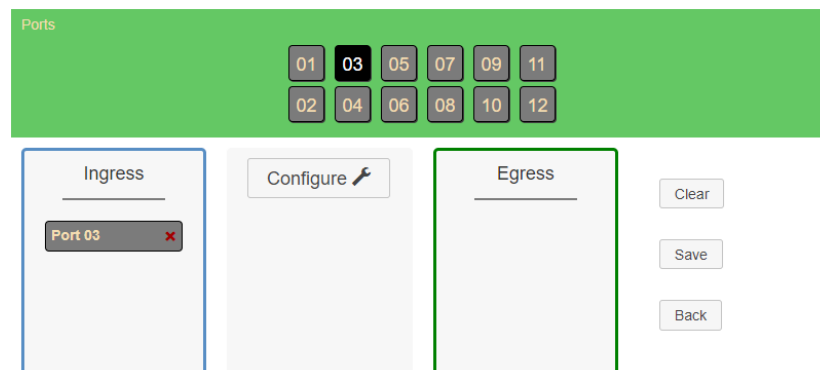 Ports
01 03 05 07 09 11
02 04 06 08 10 12
Ingress
Configure
Egress
Port 03
Clear
Save
Back